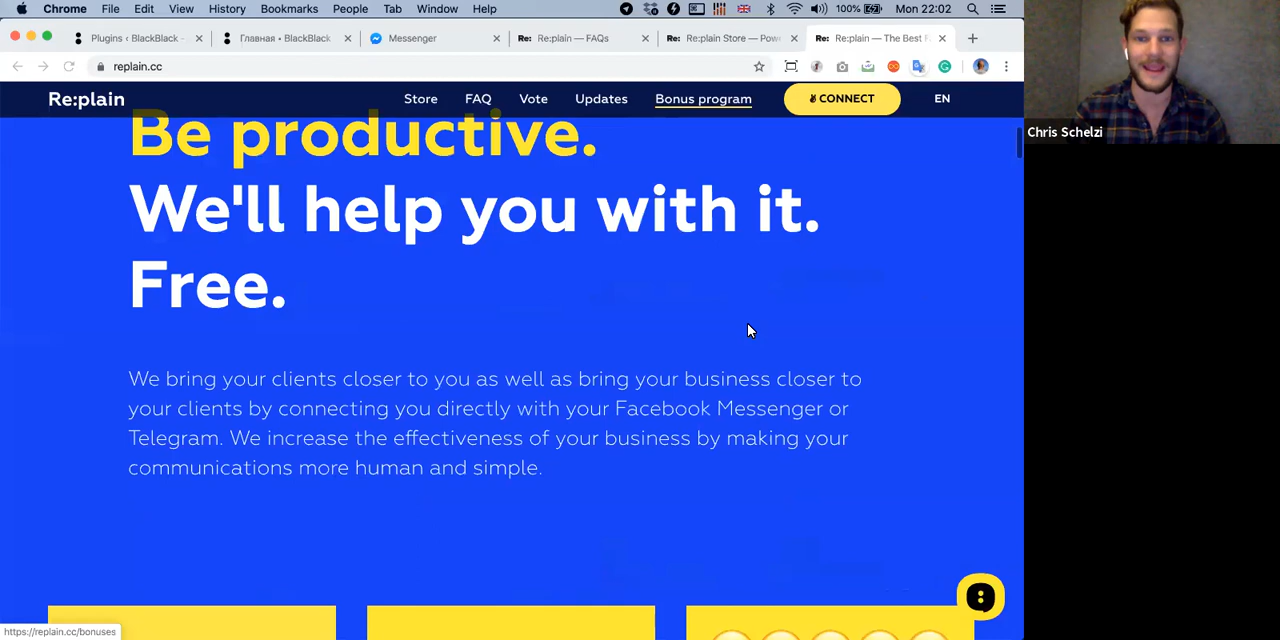 Chrome File Edit View History Bookmarks People Tab Window Help 100% Mon 22:02
Plugins ‹ BlackBlack - Главная • BlackBlack Messenger Re:plain — FAQs Re:plain Store — Pow Re:plain — The Best F
replain.cc
Re:plain Store FAQ Vote Updates Bonus program CONNECT EN
Be productive.
We'll help you with it.
Free.
We bring your clients closer to you as well as bring your business closer to
your clients by connecting you directly with your Facebook Messenger or
Telegram. We increase the effectiveness of your business by making your
communications more human and simple.
https://replain.cc/bonuses
Chris Schelzi